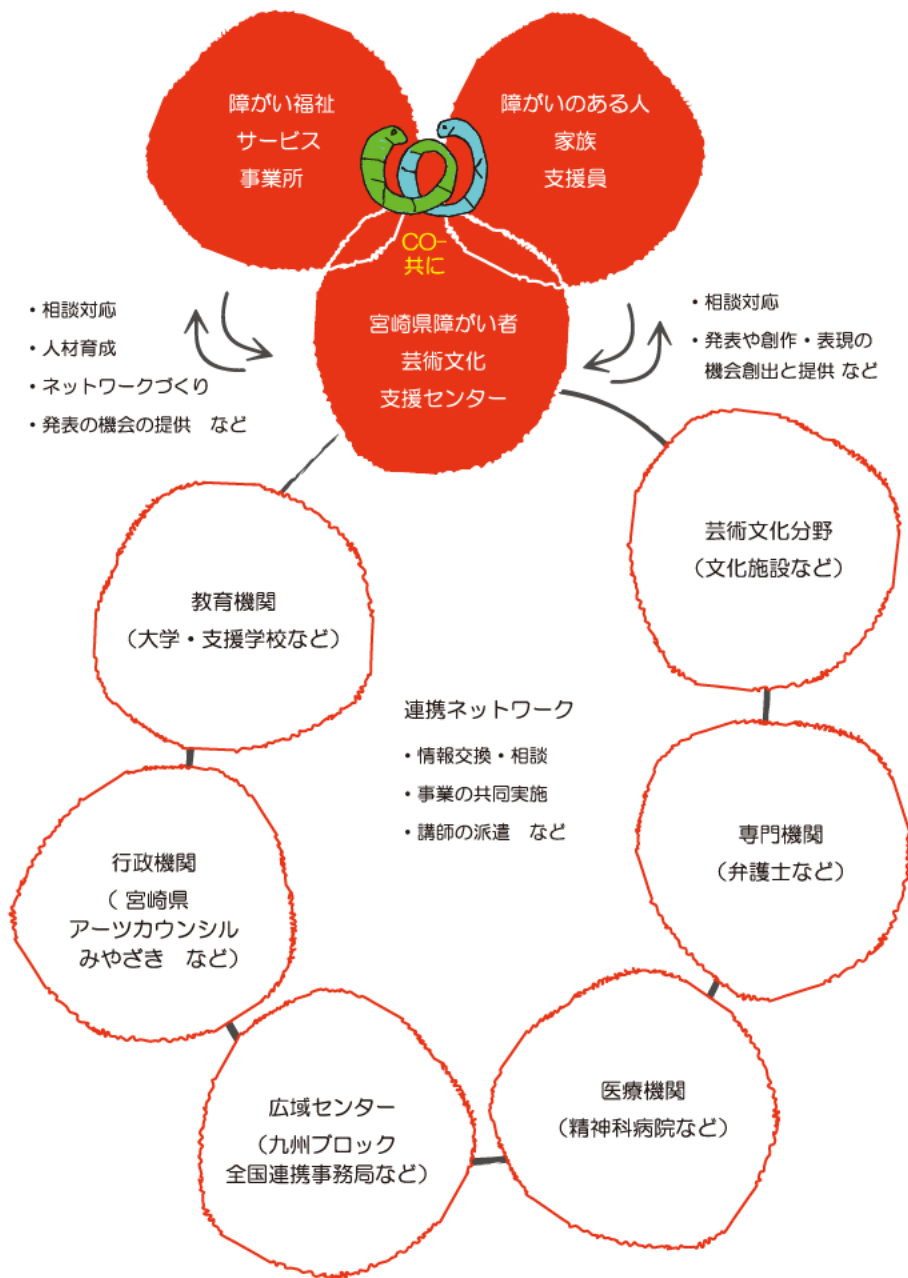 障がい福祉
サービス
事業所
障がいのある人
家族
支援員
CO-
共に
宮崎県障がい者
芸術文化
支援センター
・相談対応
・人材育成
・ネットワークづくり
・発表の機会の提供　など
・相談対応
・発表や創作・表現の
機会創出と提供 など
芸術文化分野
（文化施設など）
教育機関
（大学・支援学校など）
連携ネットワーク
・情報交換・相談
・事業の共同実施
・講師の派遣　など
専門機関
（弁護士など）
行政機関
（ 宮崎県
アーツカウンシル
みやざき　など）
医療機関
（精神科病院など）
広域センター
（九州ブロック
全国連携事務局など）